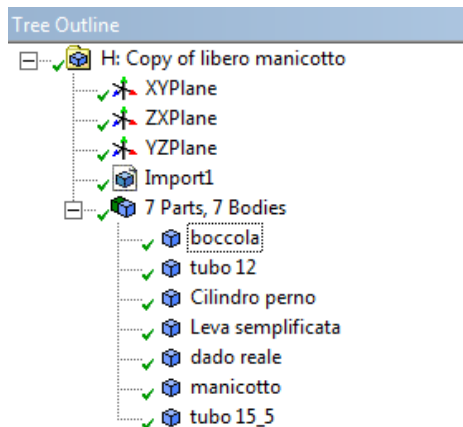 Tree Outline
H: Copy of libero manicotto
XYPlane
ZXPlane
YZPlane
Import1
7 Parts, 7 Bodies
boccola
tubo 12
Cilindro perno
Leva semplificata
dado reale
manicotto
tubo 15_5